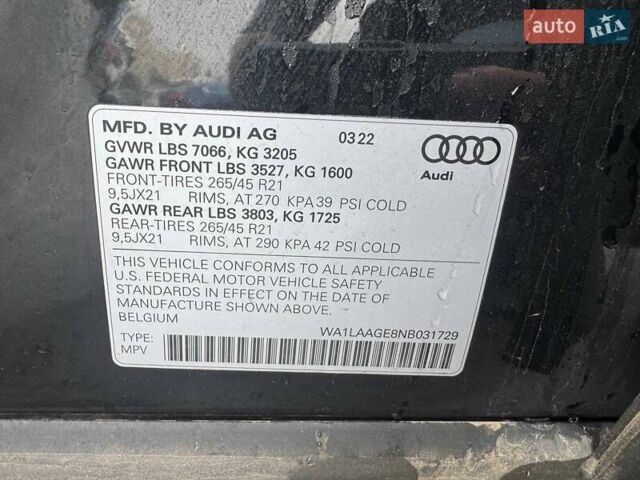 auto RIA
.com
MFD. BY AUDI AG 03 22
GVWR LBS 7066, KG 3205
GAWR FRONT LBS 3527, KG 1600
FRONT-TIRES 265/45 R21
9,5JX21 RIMS, AT 270 KPA 39 PSI COLD
GAWR REAR LBS 3803, KG 1725
REAR-TIRES 265/45 R21
9,5JX21 RIMS, AT 290 KPA 42 PSI COLD
Audi
THIS VEHICLE CONFORMS TO ALL APPLICABLE
U.S. FEDERAL MOTOR VEHICLE SAFETY
STANDARDS IN EFFECT ON THE DATE OF
MANUFACTURE SHOWN ABOVE.
BELGIUM
WA1LAAGE8NB031729
TYPE:
MPV